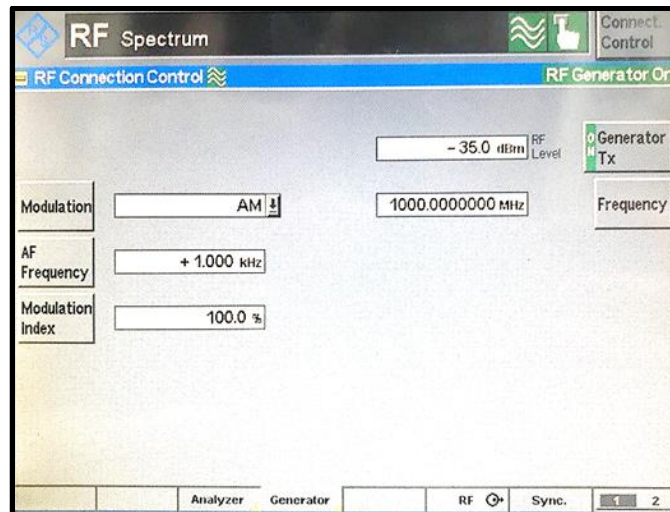 RF Spectrum
Connect.
Control
RF Connection Control
RF Generator On
- 35.0 dBm
RF
Level
ON
Generator
Tx
Modulation
AM
1000.0000000 MHz
Frequency
AF
Frequency
+ 1.000 kHz
Modulation
Index
100.0 %
Analyzer
Generator
RF
Sync.
1
2